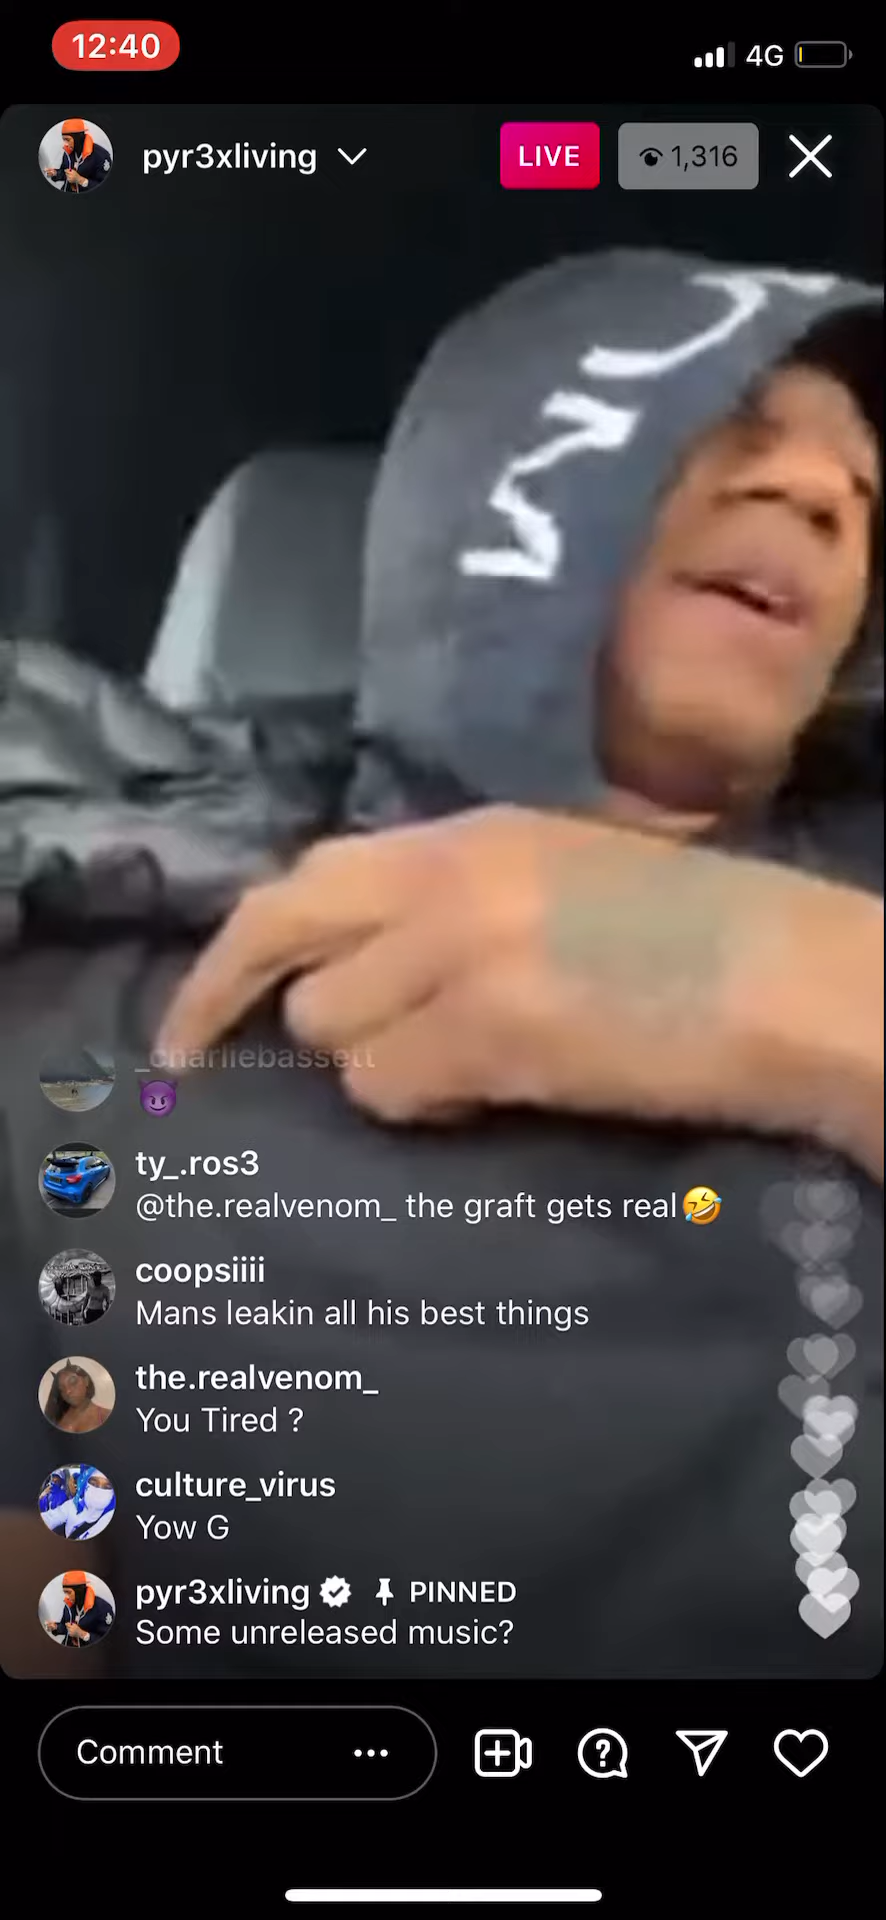 12:40
4G
pyr3xliving
LIVE
1,316
_charliebassett
😈
ty_.ros3
@the.realvenom_ the graft gets real🤣
coopsiiii
Mans leakin all his best things
the.realvenom_
You Tired ?
culture_virus
Yow G
pyr3xliving PINNED
Some unreleased music?
Comment